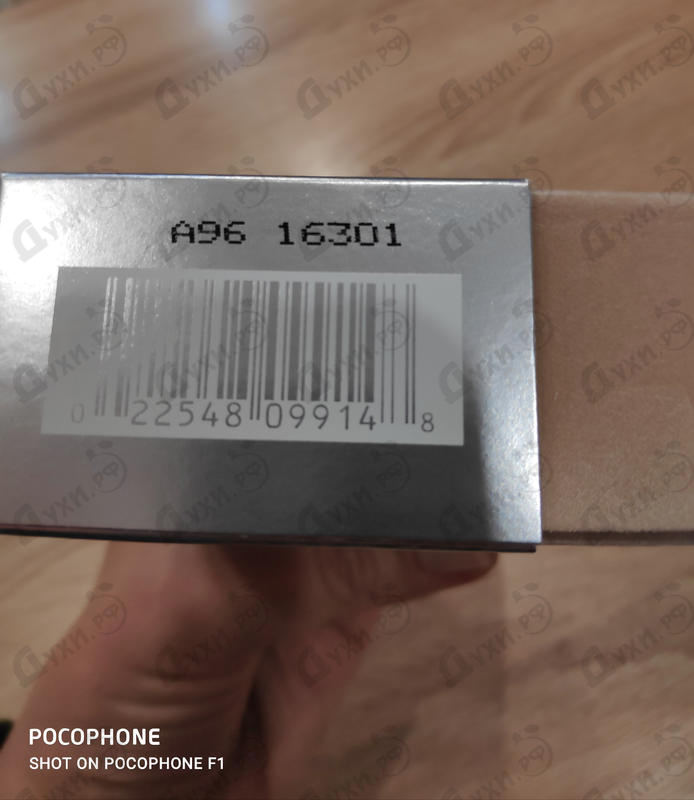 A96 16301
0 22548 09914 8
POCOPHONE
SHOT ON POCOPHONE F1
Духи.рф